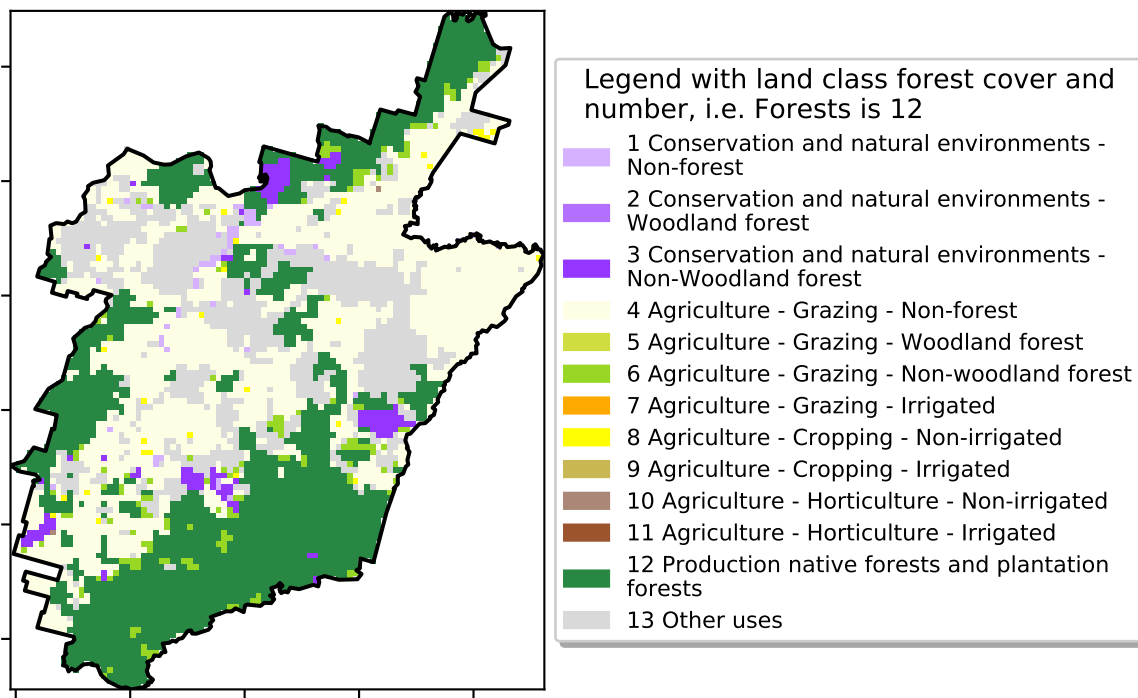 Legend with land class forest cover and
number, i.e. Forests is 12
1 Conservation and natural environments -
Non-forest
2 Conservation and natural environments -
Woodland forest
3 Conservation and natural environments -
Non-Woodland forest
4 Agriculture - Grazing - Non-forest
5 Agriculture - Grazing - Woodland forest
6 Agriculture - Grazing - Non-woodland forest
7 Agriculture - Grazing - Irrigated
8 Agriculture - Cropping - Non-irrigated
9 Agriculture - Cropping - Irrigated
10 Agriculture - Horticulture - Non-irrigated
11 Agriculture - Horticulture - Irrigated
12 Production native forests and plantation
forests
13 Other uses